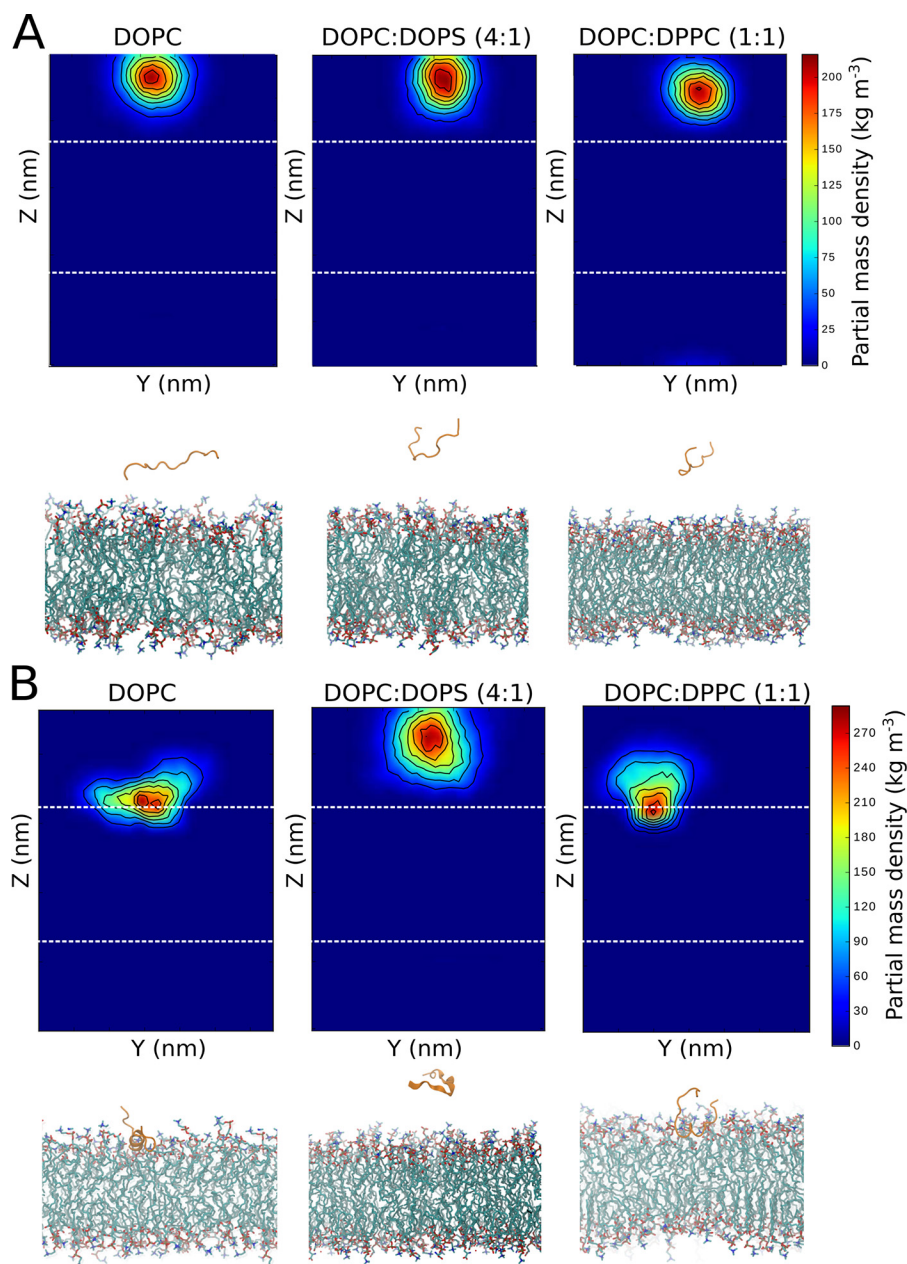 A
DOPC
DOPC:DOPS (4:1)
DOPC:DPPC (1:1)
Z (nm)
Z (nm)
Z (nm)
Y (nm)
Y (nm)
Y (nm)
200
175
150
125
100
75
50
25
0
Partial mass density (kg m-3)
B
DOPC
DOPC:DOPS (4:1)
DOPC:DPPC (1:1)
Z (nm)
Z (nm)
Z (nm)
Y (nm)
Y (nm)
Y (nm)
270
240
210
180
150
120
90
60
30
0
Partial mass density (kg m-3)